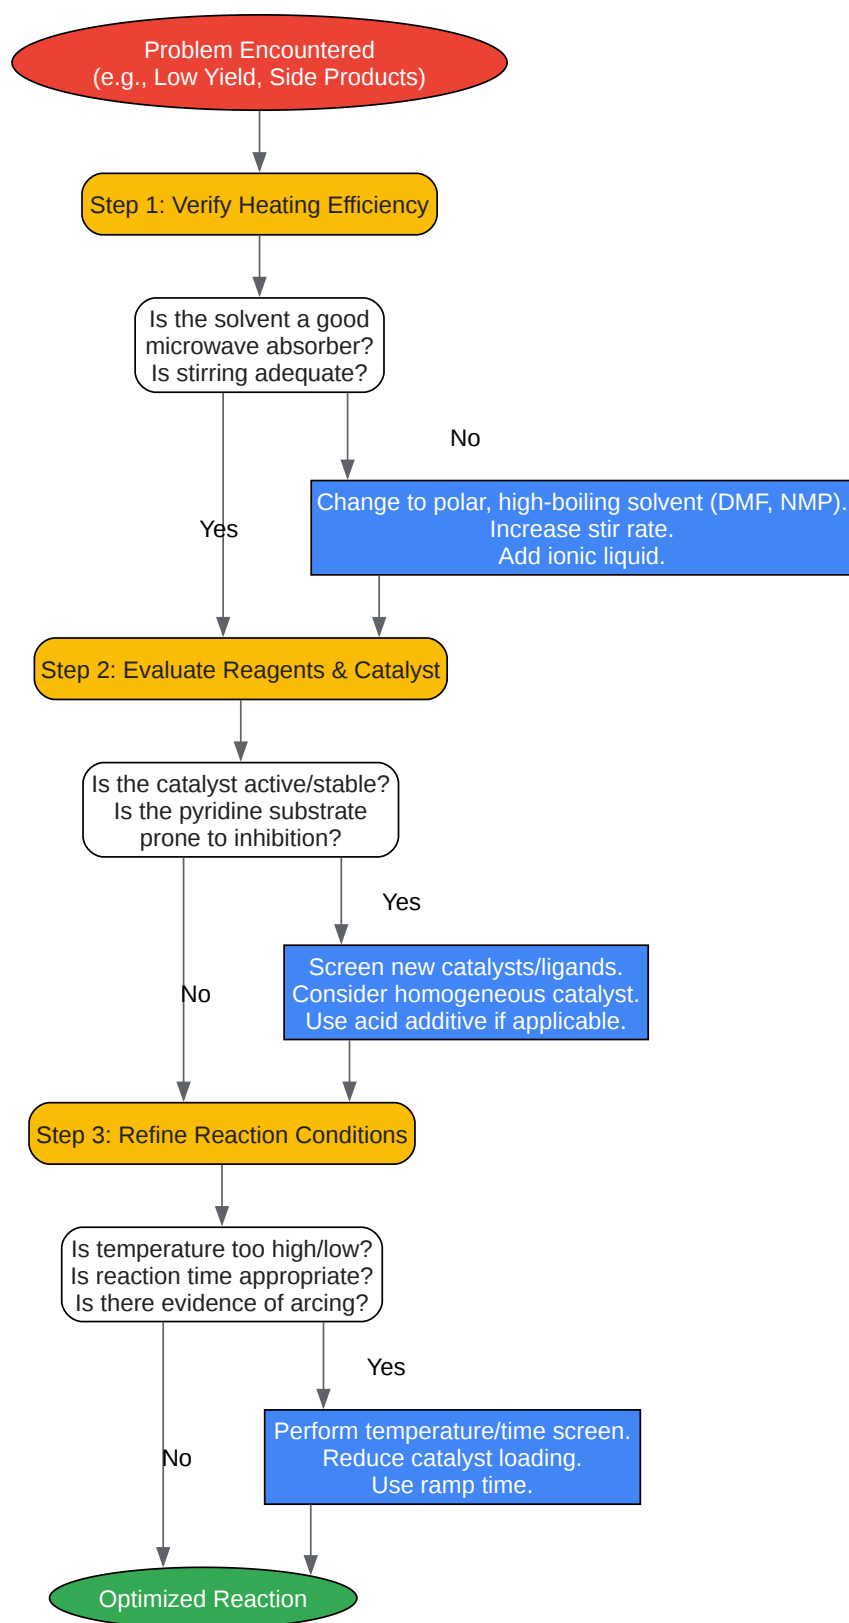 Problem Encountered
(e.g., Low Yield, Side Products)
Step 1: Verify Heating Efficiency
Is the solvent a good
microwave absorber?
Is stirring adequate?
No
Change to polar, high-boiling solvent (DMF, NMP).
Increase stir rate.
Add ionic liquid.
Yes
Step 2: Evaluate Reagents & Catalyst
Is the catalyst active/stable?
Is the pyridine substrate
prone to inhibition?
Yes
Screen new catalysts/ligands.
Consider homogeneous catalyst.
Use acid additive if applicable.
No
Step 3: Refine Reaction Conditions
Is temperature too high/low?
Is reaction time appropriate?
Is there evidence of arcing?
Yes
Perform temperature/time screen.
Reduce catalyst loading.
Use ramp time.
No
Optimized Reaction